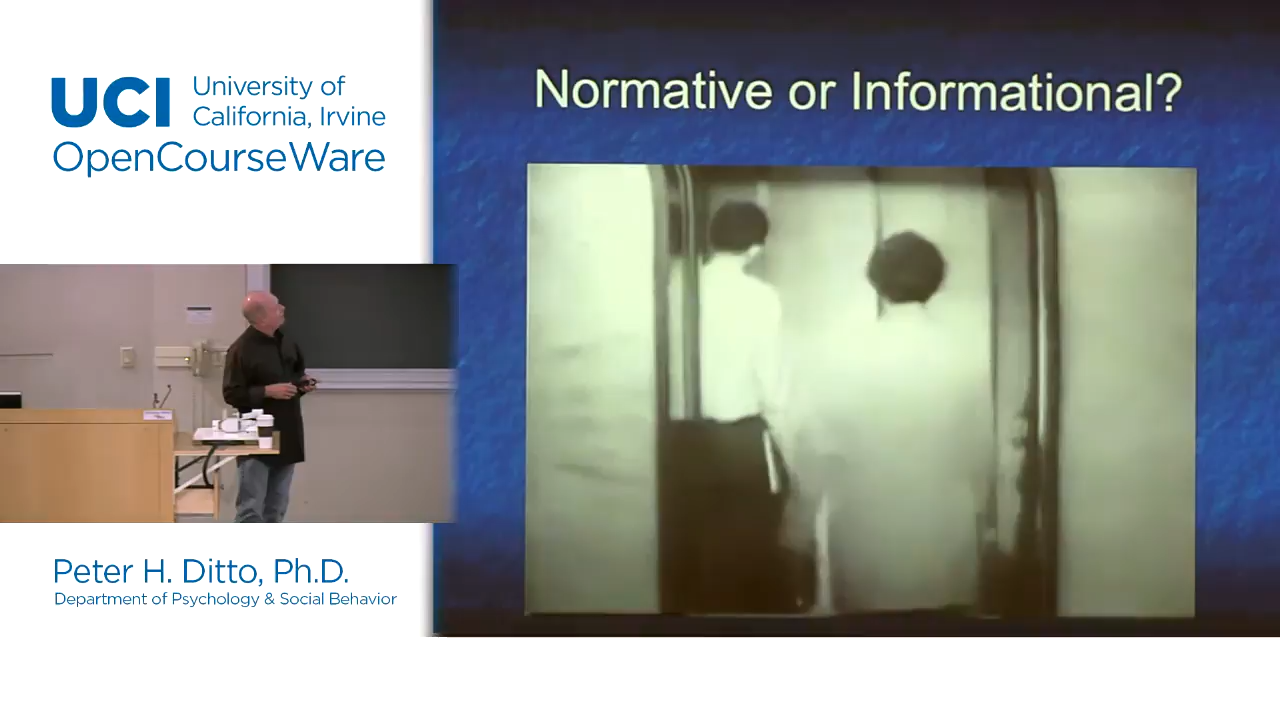 UCI University of
California, Irvine
OpenCourseWare
Normative or Informational?
Peter H. Ditto, Ph.D.
Department of Psychology & Social Behavior